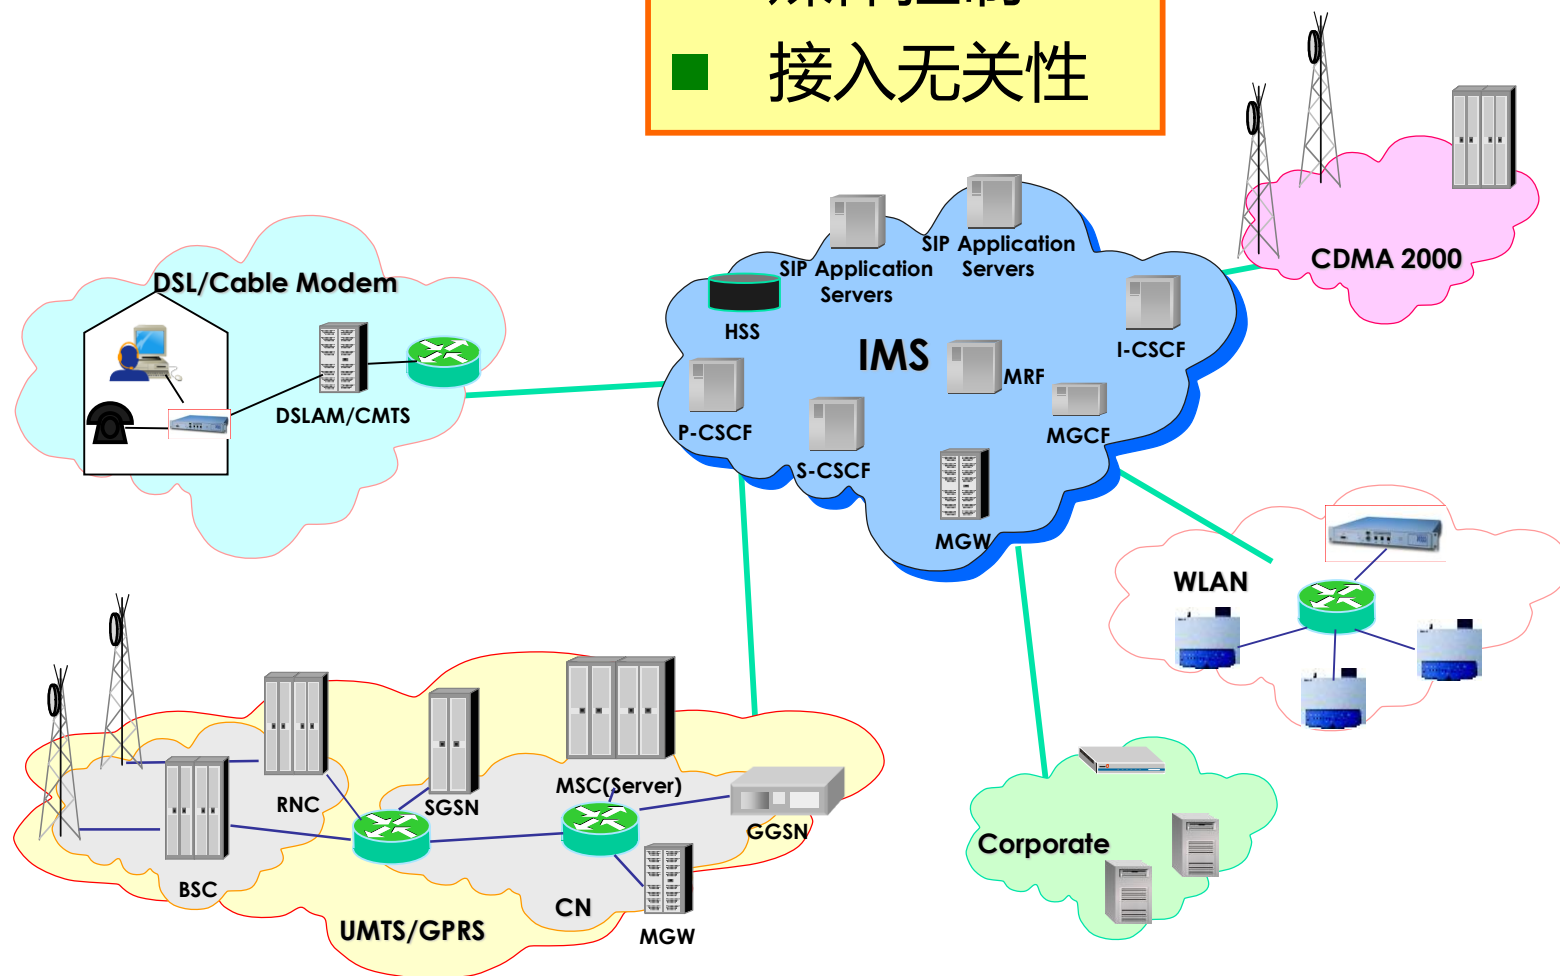 接入无关性
CDMA 2000
SIP Application
Servers
SIP Application
Servers
DSL/Cable Modem
HSS
IMS
I-CSCF
MRF
DSLAM/CMTS
P-CSCF
MGCF
S-CSCF
MGW
WLAN
MSC(Server)
RNC
SGSN
GGSN
Corporate
BSC
CN
UMTS/GPRS
MGW